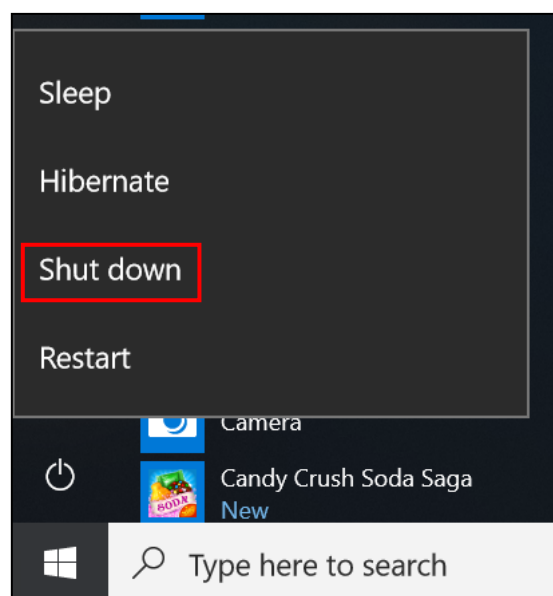 Sleep
Hibernate
Shut down
Restart
Camera
Candy Crush Soda Saga
New
Type here to search